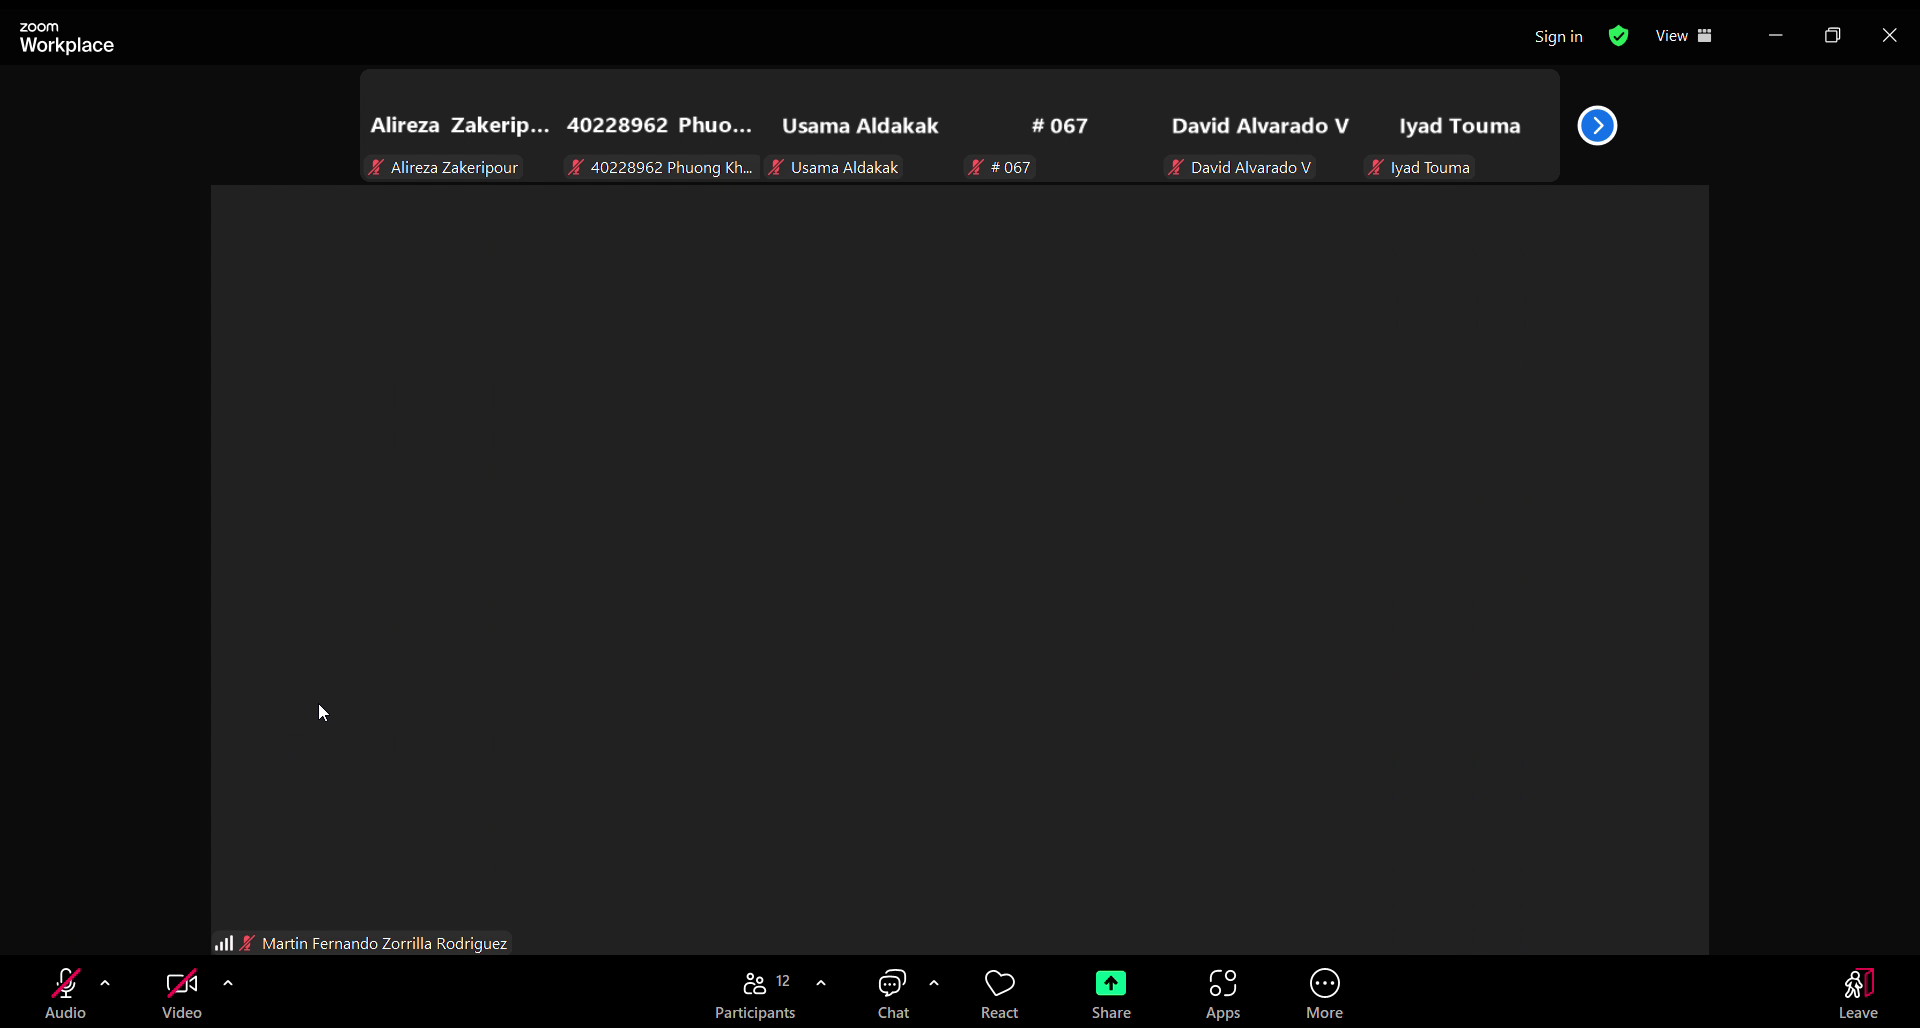 zoom
Workplace
Sign in
View
Alireza Zakerip...
40228962 Phuo...
Usama Aldakak
# 067
David Alvarado V
Iyad Touma
Alireza Zakeripour
40228962 Phuong Kh...
Usama Aldakak
# 067
David Alvarado V
Iyad Touma
Martin Fernando Zorrilla Rodriguez
Audio
Video
12
Participants
Chat
React
Share
Apps
More
Leave